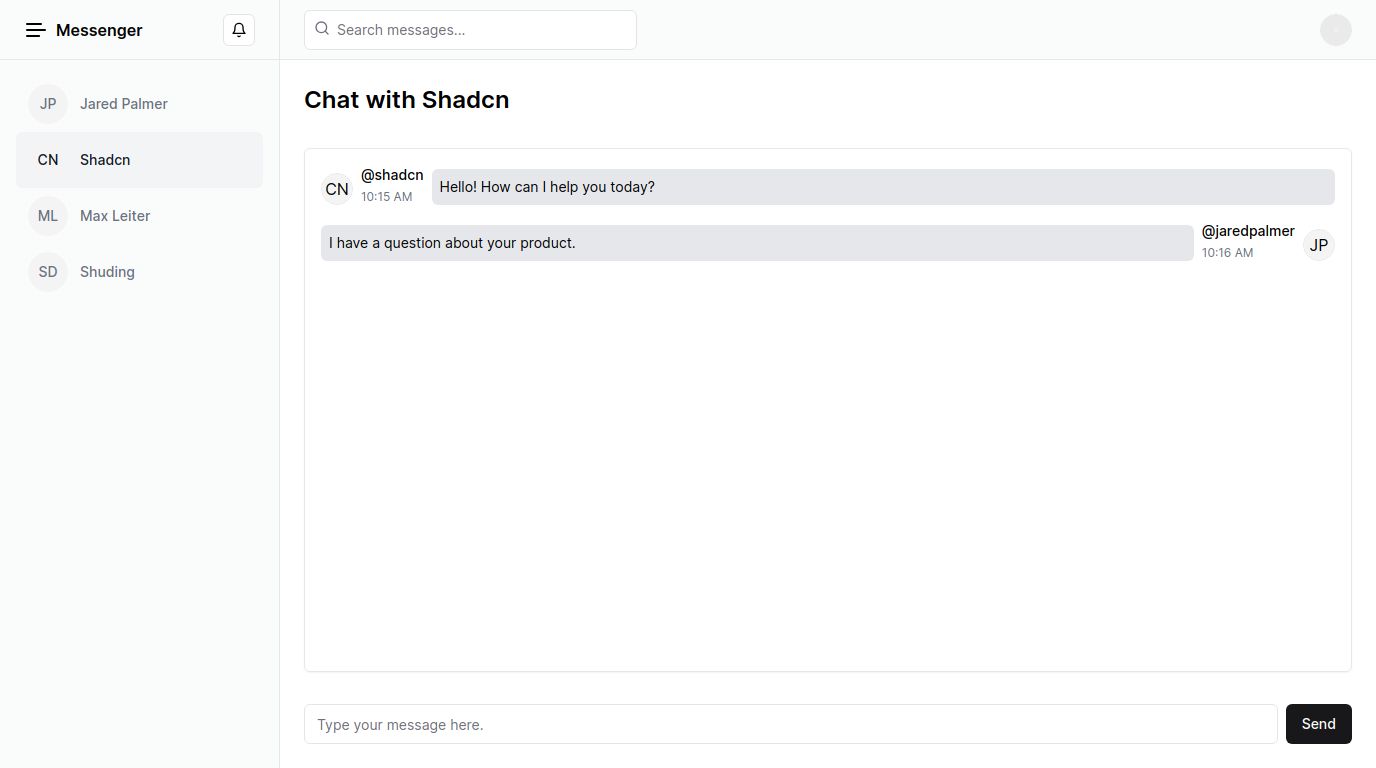 Messenger
Search messages...
JP Jared Palmer
CN Shadcn
ML Max Leiter
SD Shuding
Chat with Shadcn
CN @shadcn Hello! How can I help you today?
10:15 AM
I have a question about your product. @jaredpalmer JP
10:16 AM
Type your message here.
Send